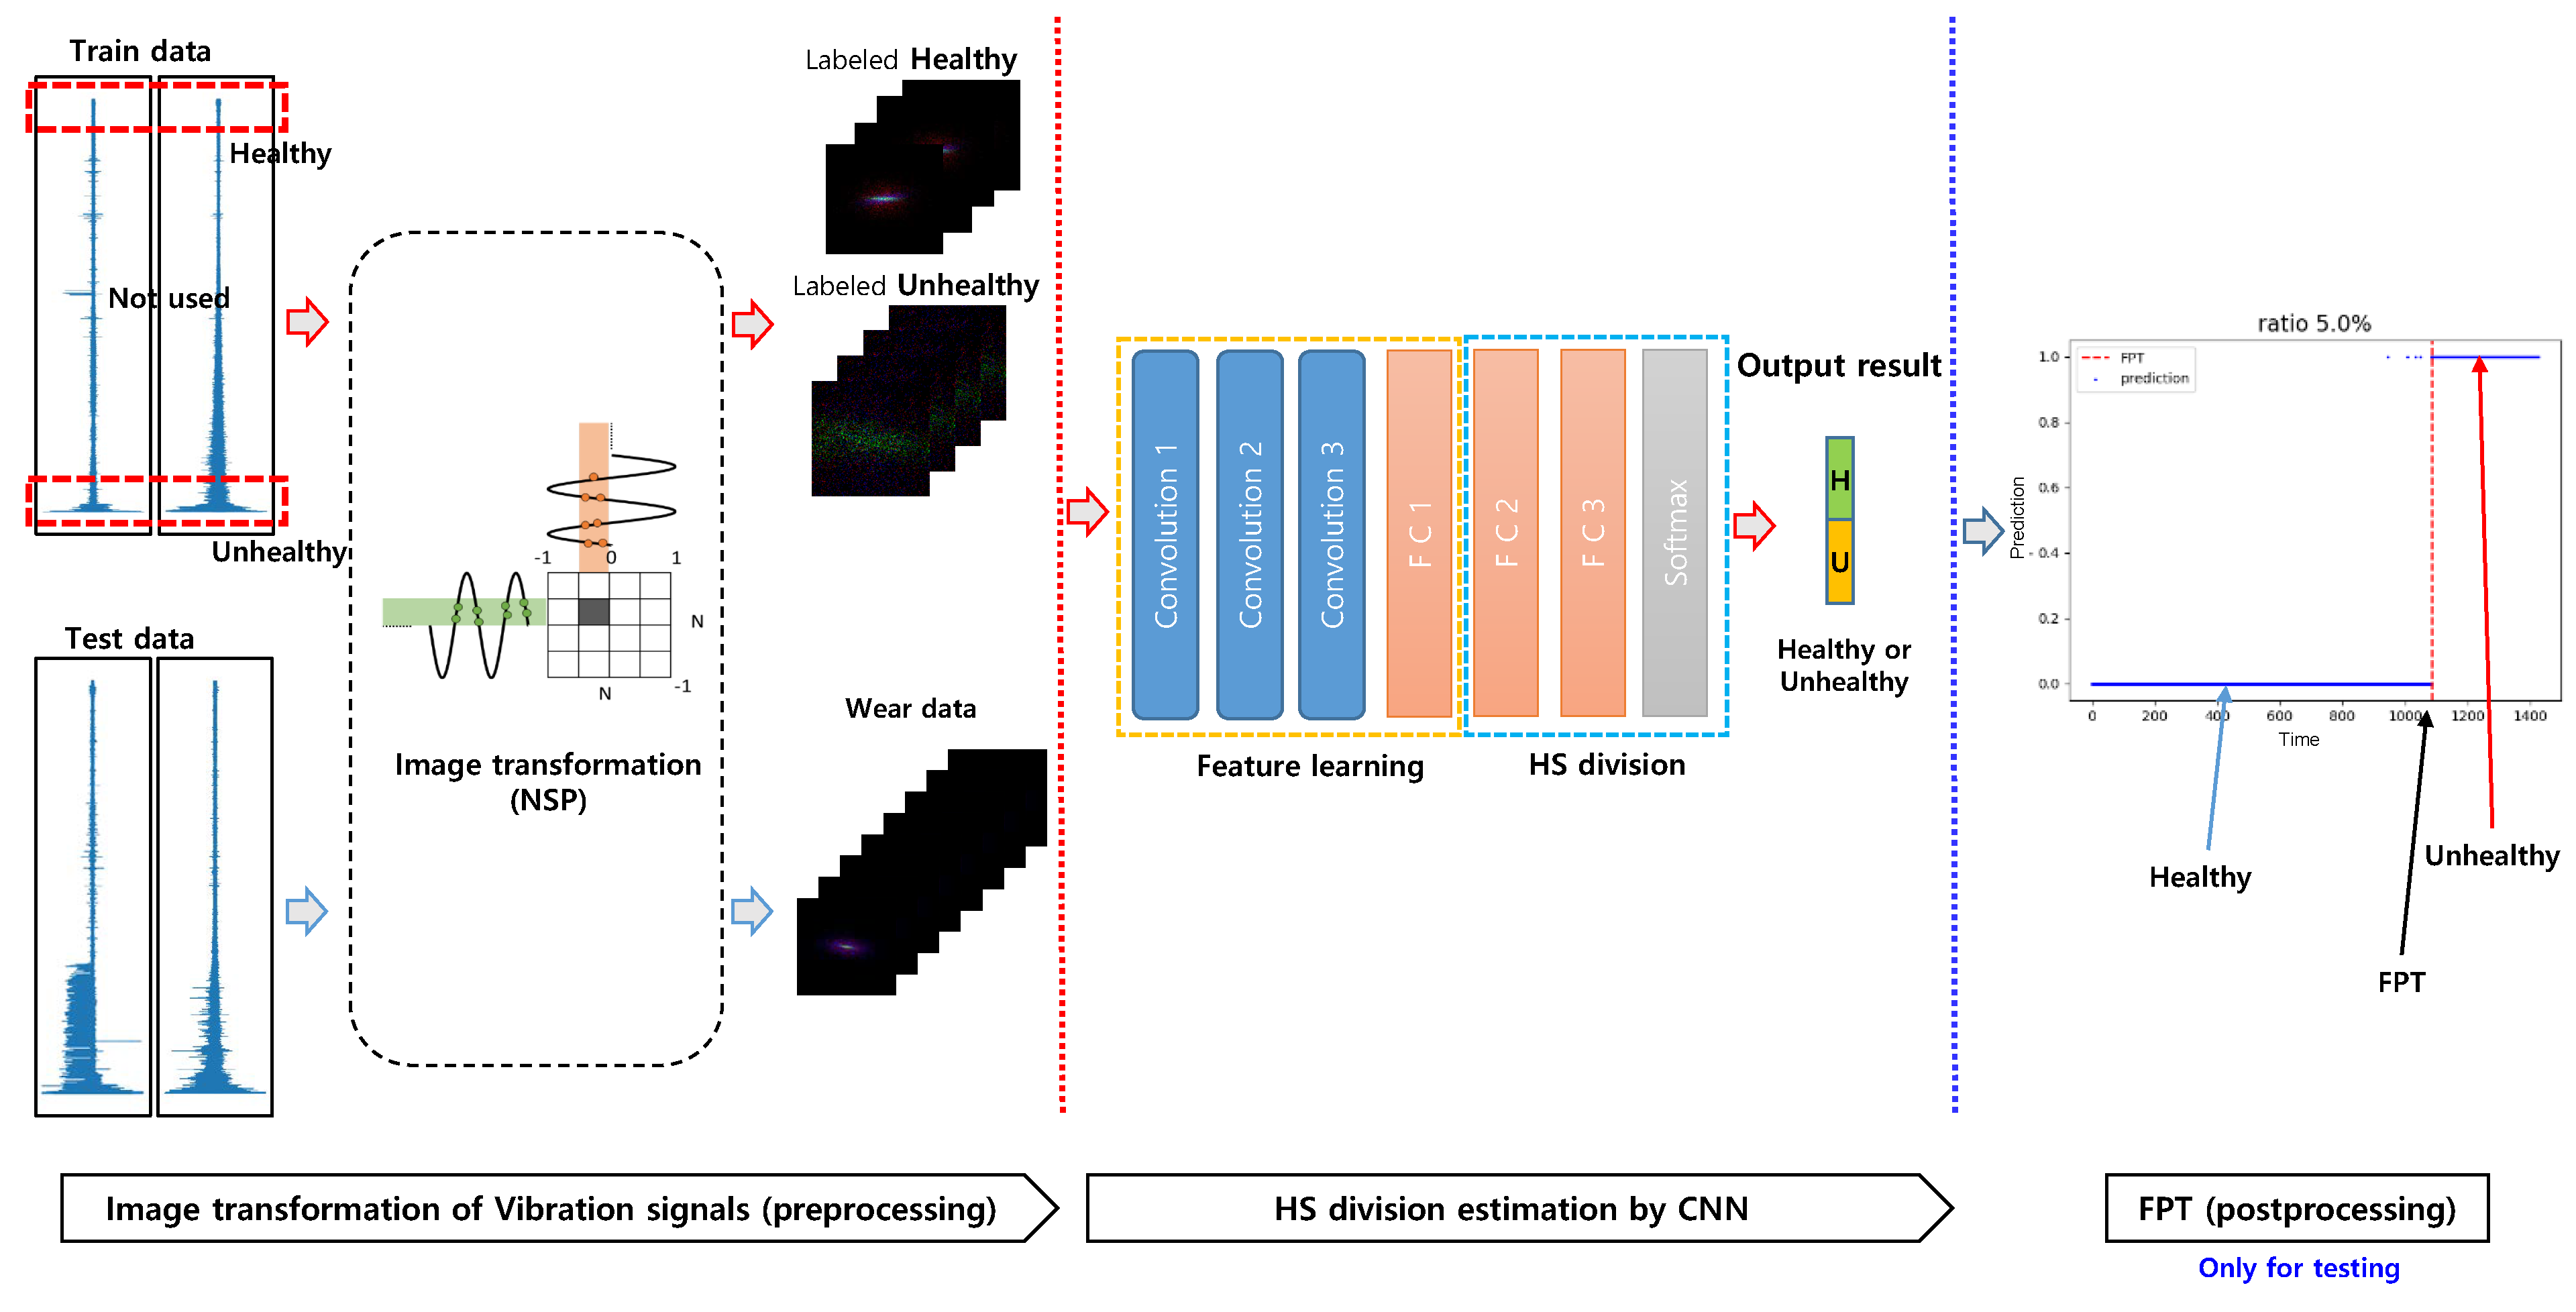 Train data
Healthy
Not used
Unhealthy
Test data
-1 0 1
N
N
-1
Image transformation
(NSP)
Labeled Healthy
Labeled Unhealthy
Wear data
Convolution 1
Convolution 2
Convolution 3
F C 1
F C 2
F C 3
Softmax
Feature learning
HS division
Output result
H
U
Healthy or
Unhealthy
ratio 5.0%
FPT
prediction
1.0
0.8
0.6
0.4
0.2
0.0
Prediction
0 200 400 600 800 1000 1200 1400
Time
Healthy
Unhealthy
FPT
Image transformation of Vibration signals (preprocessing)
HS division estimation by CNN
FPT (postprocessing)
Only for testing